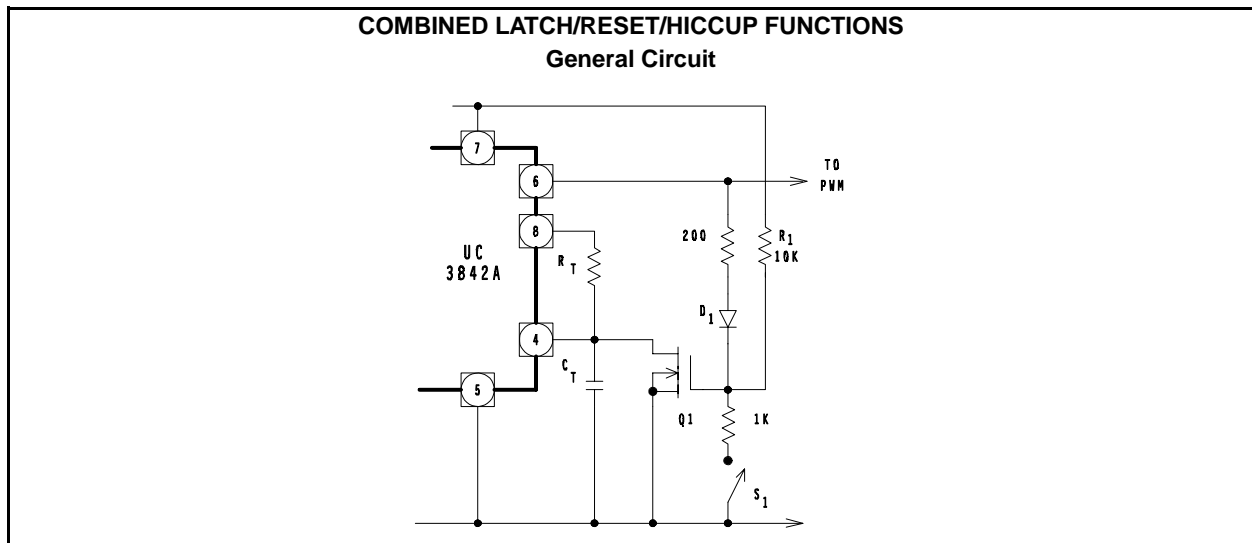 COMBINED LATCH/RESET/HICCUP FUNCTIONS
General Circuit
7
6
TO
PWM
8
200
R1
10K
UC
3842A
RT
D1
4
CT
5
Q1
1K
S1